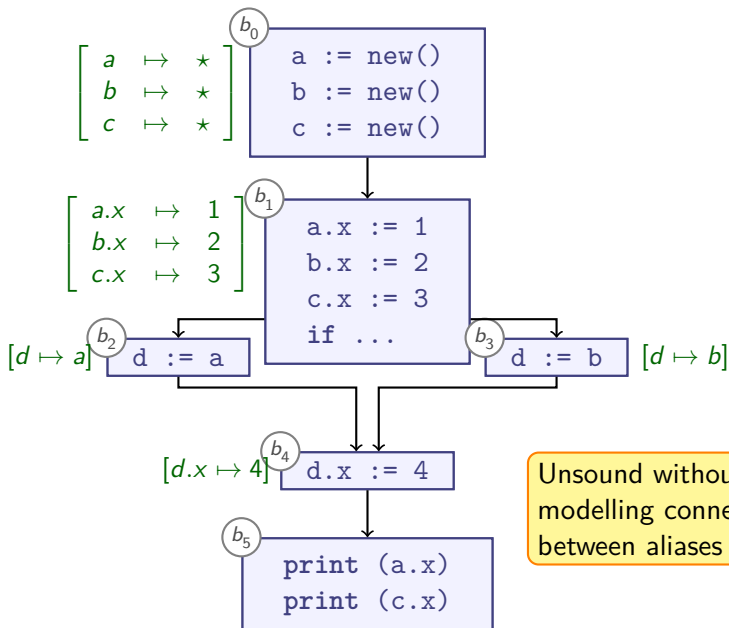 b0
a ↦ ⋆
b ↦ ⋆
c ↦ ⋆
a := new()
b := new()
c := new()
b1
a.x ↦ 1
b.x ↦ 2
c.x ↦ 3
a.x := 1
b.x := 2
c.x := 3
if ...
b2
[d ↦ a]
d := a
b3
d := b
[d ↦ b]
b4
[d.x ↦ 4]
d.x := 4
Unsound without
modelling conne
between aliases
b5
print (a.x)
print (c.x)